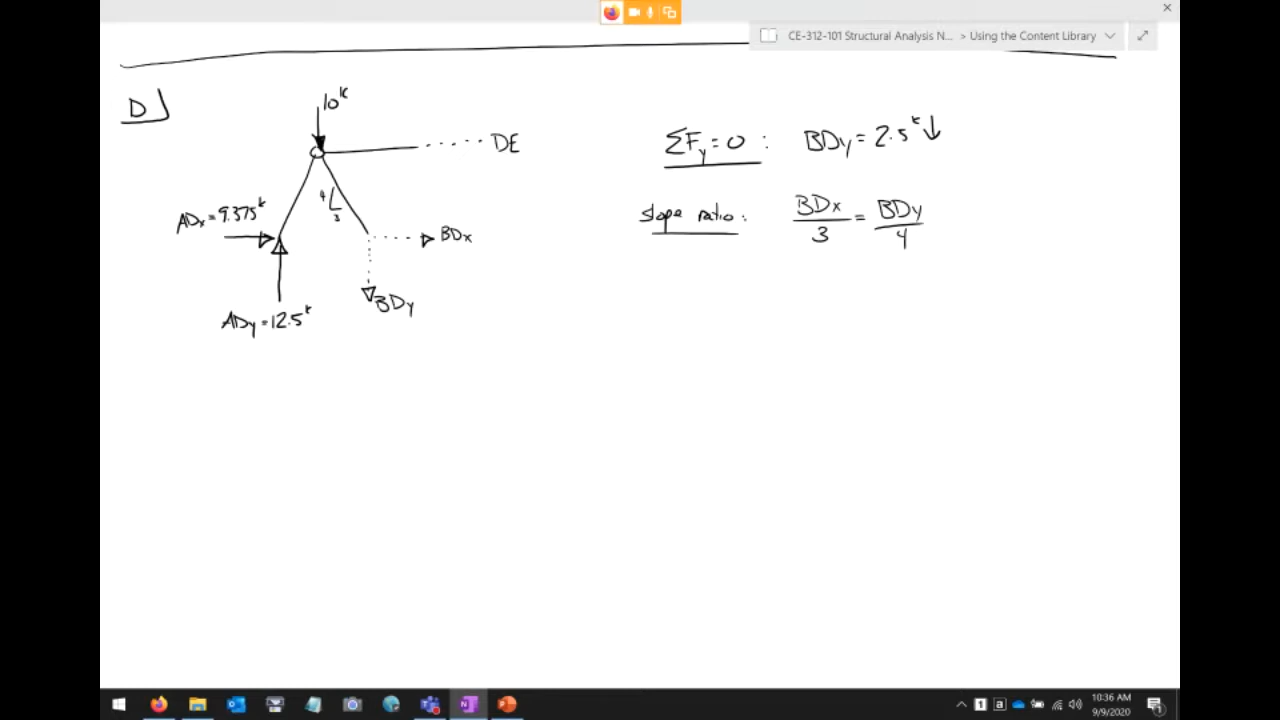 CE-312-101 Structural Analysis N... > Using the Content Library
D
10ᵏ
DE
ΣFy=0: BDy=2.5ᵏ↓
4
3
ADx=9.375ᵏ
BDx
slope ratio: BDx/3 = BDy/4
BDy
ADy=12.5ᵏ
10:36 AM
9/9/2020